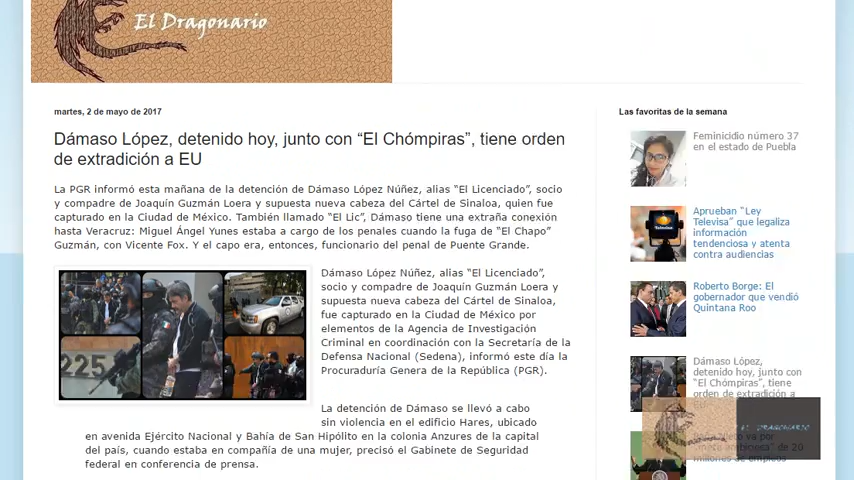 El Dragonario
martes, 2 de mayo de 2017
Dámaso López, detenido hoy, junto con “El Chómpiras”, tiene orden
de extradición a EU
La PGR informó esta mañana de la detención de Dámaso López Núñez, alias “El Licenciado”, socio
y compadre de Joaquín Guzmán Loera y supuesta nueva cabeza del Cártel de Sinaloa, quien fue
capturado en la Ciudad de México. También llamado “El Lic”, Dámaso tiene una extraña conexión
hasta Veracruz: Miguel Ángel Yunes estaba a cargo de los penales cuando la fuga de “El Chapo”
Guzmán, con Vicente Fox. Y el capo era, entonces, funcionario del penal de Puente Grande.
225
Dámaso López Núñez, alias “El Licenciado”,
socio y compadre de Joaquín Guzmán Loera y
supuesta nueva cabeza del Cártel de Sinaloa,
fue capturado en la Ciudad de México por
elementos de la Agencia de Investigación
Criminal en coordinación con la Secretaría de la
Defensa Nacional (Sedena), informó este día la
Procuraduría Genera de la República (PGR).
La detención de Dámaso se llevó a cabo
sin violencia en el edificio Hares, ubicado
en avenida Ejército Nacional y Bahía de San Hipólito en la colonia Anzures de la capital
del país, cuando estaba en compañía de una mujer, precisó el Gabinete de Seguridad
federal en conferencia de prensa.
Las favoritas de la semana
Feminicidio número 37
en el estado de Puebla
Aprueban “Ley
Televisa” que legaliza
información
tendenciosa y atenta
contra audiencias
Roberto Borge: El
gobernador que vendió
Quintana Roo
Dámaso López,
detenido hoy, junto con
“El Chómpiras”, tiene
orden de extradición a
EL DRAGONARIO
va por
de 20
millones de empleos